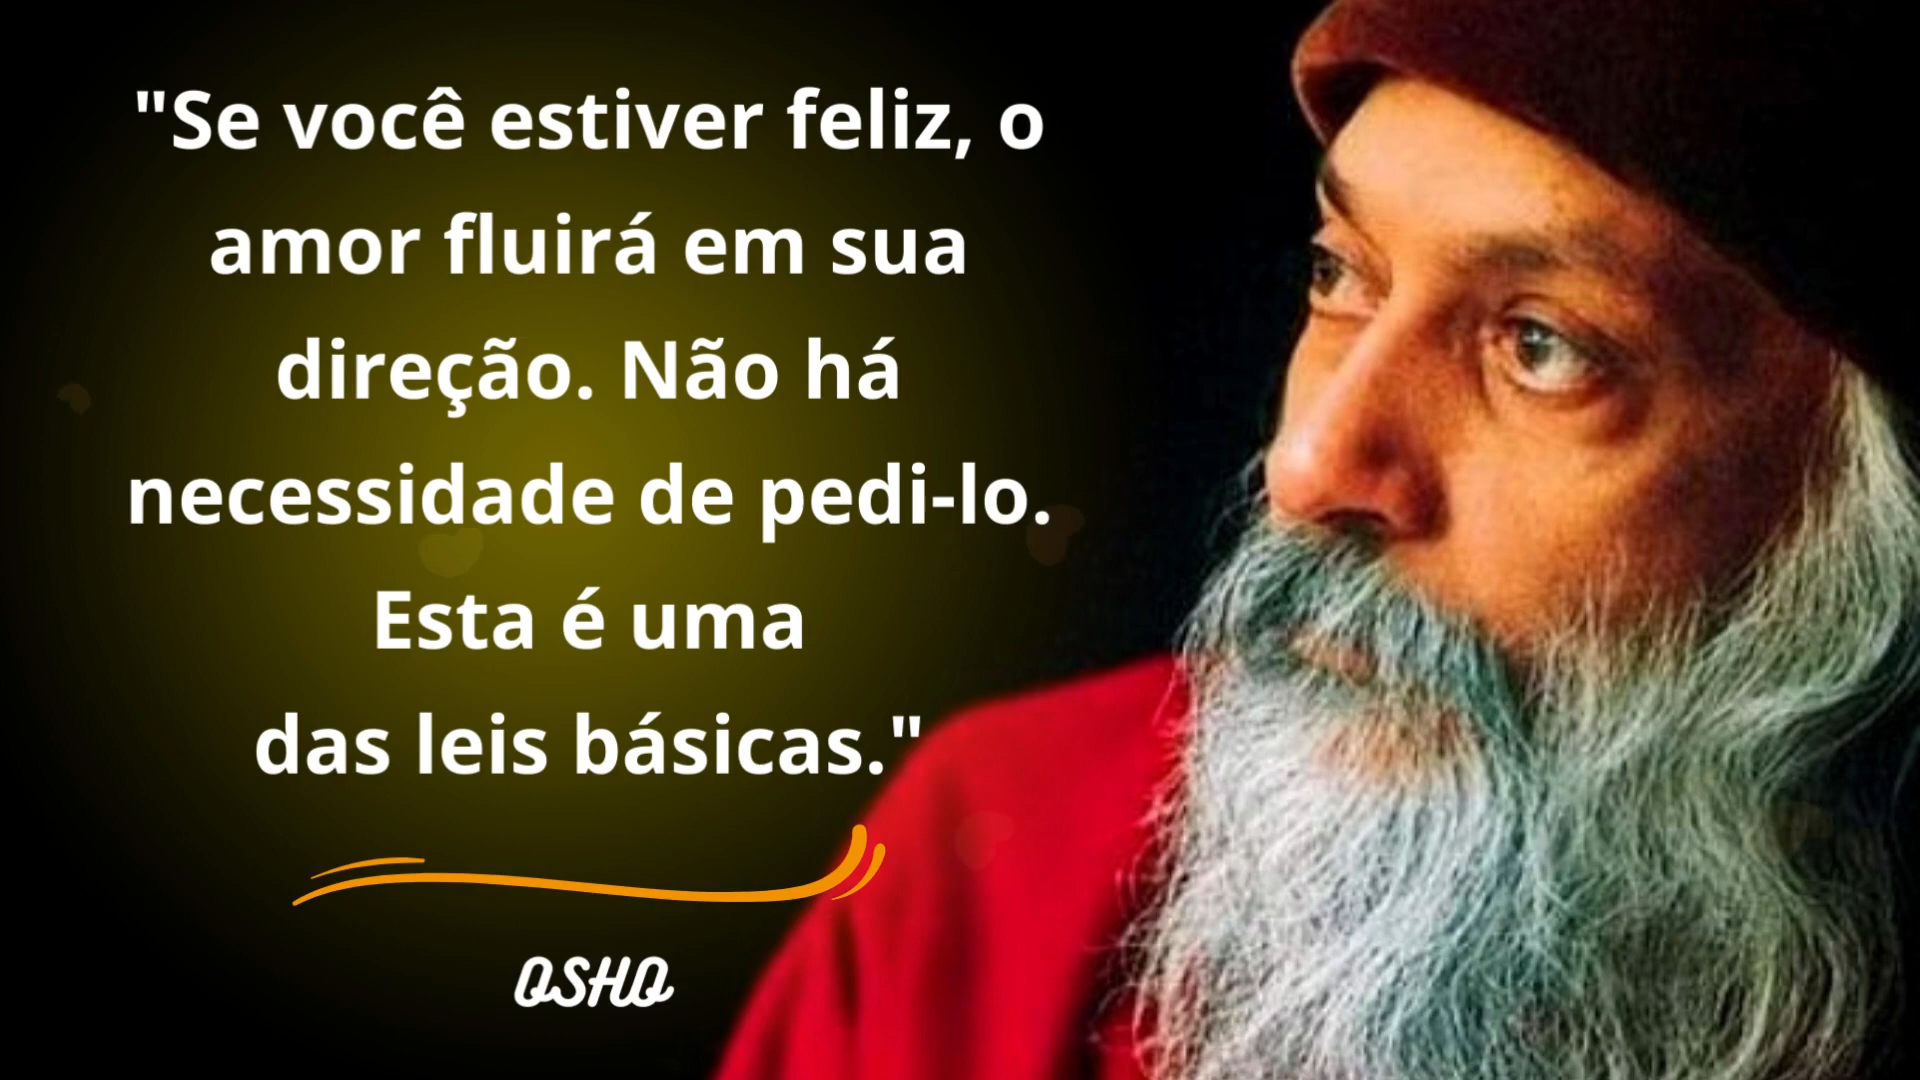 "Se você estiver feliz, o
amor fluirá em sua
direção. Não há
necessidade de pedi-lo.
Esta é uma
das leis básicas."
OSHO